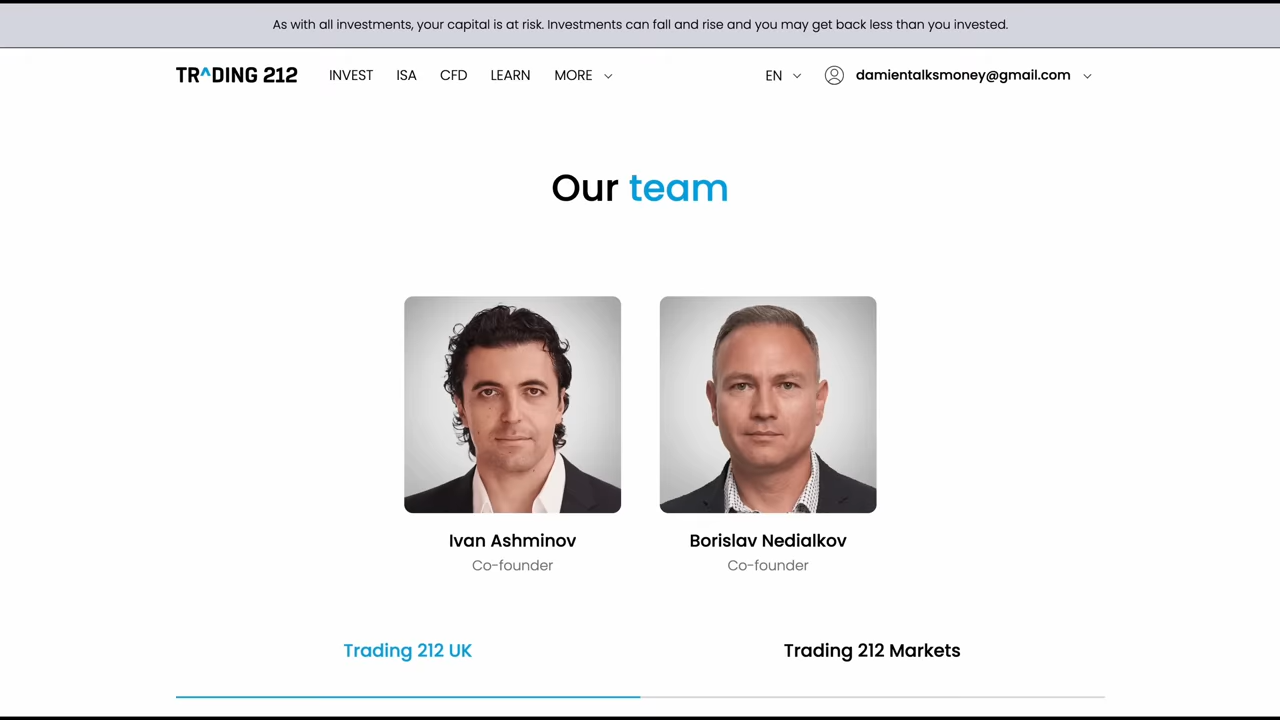 As with all investments, your capital is at risk. Investments can fall and rise and you may get back less than you invested.
TRADING 212 INVEST ISA CFD LEARN MORE EN damientalksmoney@gmail.com
Our team
Ivan Ashminov Borislav Nedialkov
Co-founder Co-founder
Trading 212 UK Trading 212 Markets